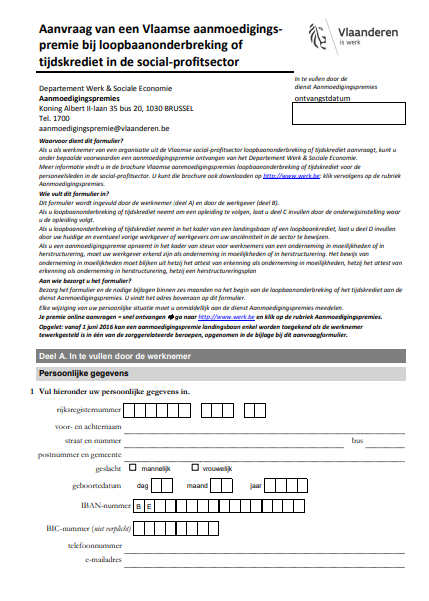 Aanvraag van een Vlaamse aanmoedigings-
premie bij loopbaanonderbreking of
tijdskrediet in de social-profitsector
Vlaanderen
is werk
In te vullen door de
dienst Aanmoedigingspremies
ontvangstdatum
Departement Werk & Sociale Economie
Aanmoedigingspremies
Koning Albert II-laan 35 bus 20, 1030 BRUSSEL
Tel. 1700
aanmoedigingspremie@vlaanderen.be
Waarvoor dient dit formulier?
Als u als werknemer van een organisatie uit de Vlaamse social-profitsector loopbaanonderbreking of tijdskrediet aanvraagt, kunt u
onder bepaalde voorwaarden een aanmoedigingspremie ontvangen van het Departement Werk & Sociale Economie.
Meer informatie vindt u in de brochure Vlaamse aanmoedigingspremies bij loopbaanonderbreking of tijdskrediet voor de
personeelsleden in de social-profitsector. U kunt die brochure ook downloaden op http://www.werk.be; klik vervolgens op de rubriek
Aanmoedigingspremies.
Wie vult dit formulier in?
Dit formulier wordt ingevuld door de werknemer (deel A) en door de werkgever (deel B).
Als u loopbaanonderbreking of tijdskrediet neemt om een opleiding te volgen, laat u deel C invullen door de onderwijsinstelling waar
u de opleiding volgt.
Als u loopbaanonderbreking of tijdskrediet neemt in het kader van een landingsbaan of een loopbaankrediet, laat u deel D invullen
door uw huidige en eventueel vorige werkgever of werkgevers om uw anciënniteit in de sector te bewijzen.
Als u een aanmoedigingspremie opneemt in het kader van steun voor werknemers van een onderneming in moeilijkheden of in
herstructurering, moet uw werkgever erkend zijn als onderneming in moeilijkheden of in herstructurering. Het bewijs van
onderneming in moeilijkheden moet blijken uit hetzij het attest van erkenning als onderneming in moeilijkheden, hetzij het attest van
erkenning als onderneming in herstructurering, hetzij een herstructureringsplan
Aan wie bezorgt u het formulier?
Bezorg het formulier en de nodige bijlagen binnen zes maanden na het begin van de loopbaanonderbreking of het tijdskrediet aan de
dienst Aanmoedigingspremies. U vindt het adres bovenaan op dit formulier.
Elke wijziging van uw persoonlijke situatie moet u onmiddellijk aan de dienst Aanmoedigingspremies meedelen.
Je premie online aanvragen = snel ontvangen ➨ ga naar http://www.werk.be en klik op de rubriek Aanmoedigingspremies.
Opgelet: vanaf 1 juni 2016 kan een aanmoedigingspremie landingsbaan enkel worden toegekend als de werknemer
tewerkgesteld is in één van de zorggerelateerde beroepen, opgenomen in de bijlage bij dit aanvraagformulier.
Deel A. In te vullen door de werknemer
Persoonlijke gegevens
1 Vul hieronder uw persoonlijke gegevens in.
rijksregisternummer
voor- en achternaam
straat en nummer bus
postnummer en gemeente
geslacht mannelijk vrouwelijk
geboortedatum dag maand jaar
IBAN-nummer B E
BIC-nummer (niet verplicht)
telefoonnummer
e-mailadres